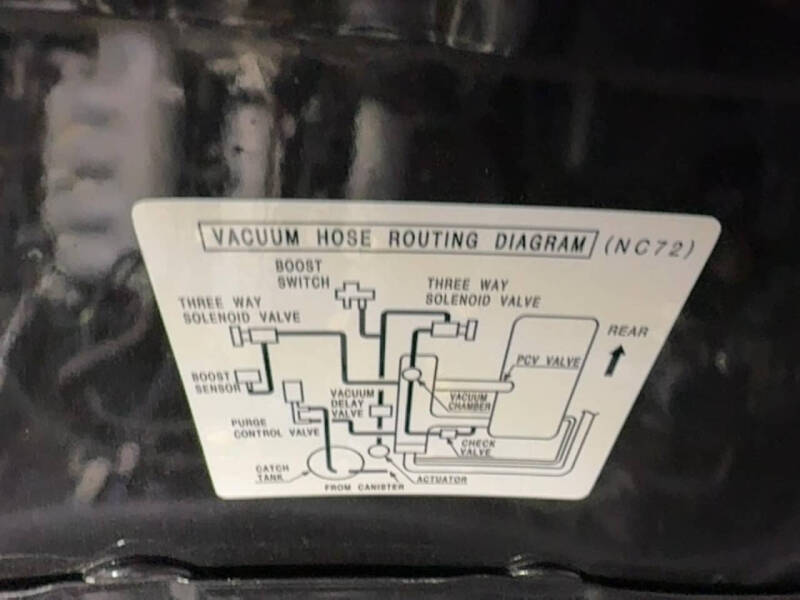 VACUUM HOSE ROUTING DIAGRAM (NC72)
BOOST
SWITCH
THREE WAY
SOLENOID VALVE
THREE WAY
SOLENOID VALVE
REAR
PCV VALVE
BOOST
SENSOR
VACUUM
DELAY
VALVE
VACUUM
CHAMBER
PURGE
CONTROL VALVE
CHECK
VALVE
CATCH
TANK
ACTUATOR
FROM CANISTER